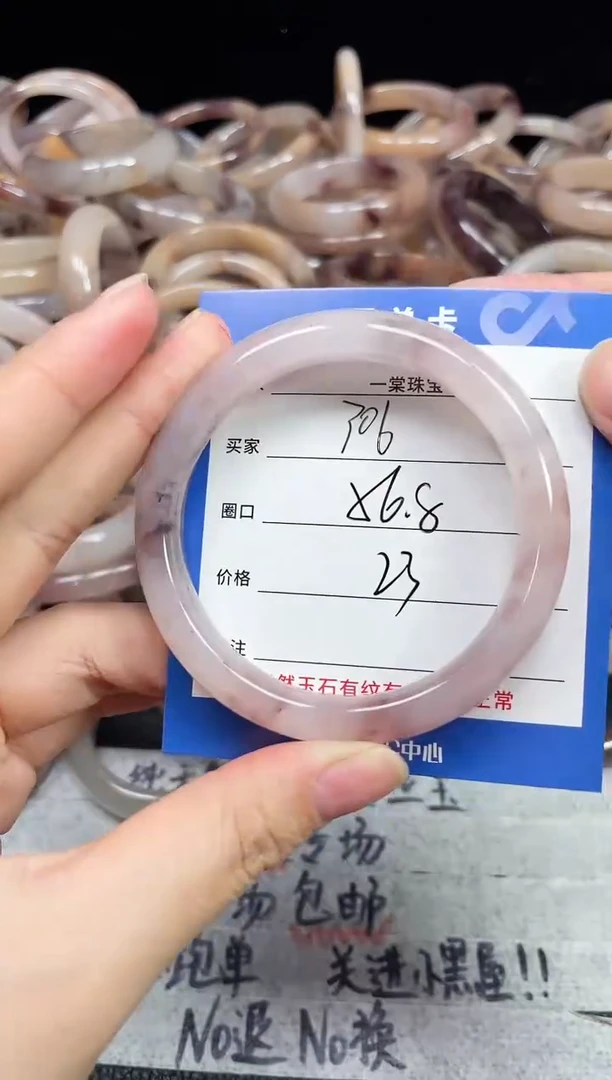 一棠珠宝
买家 706
圈口 56.8
价格 23
注
然玉石有纹
正常
中心
专场
场 包邮
跑单 关进小黑屋!!
No退 No换